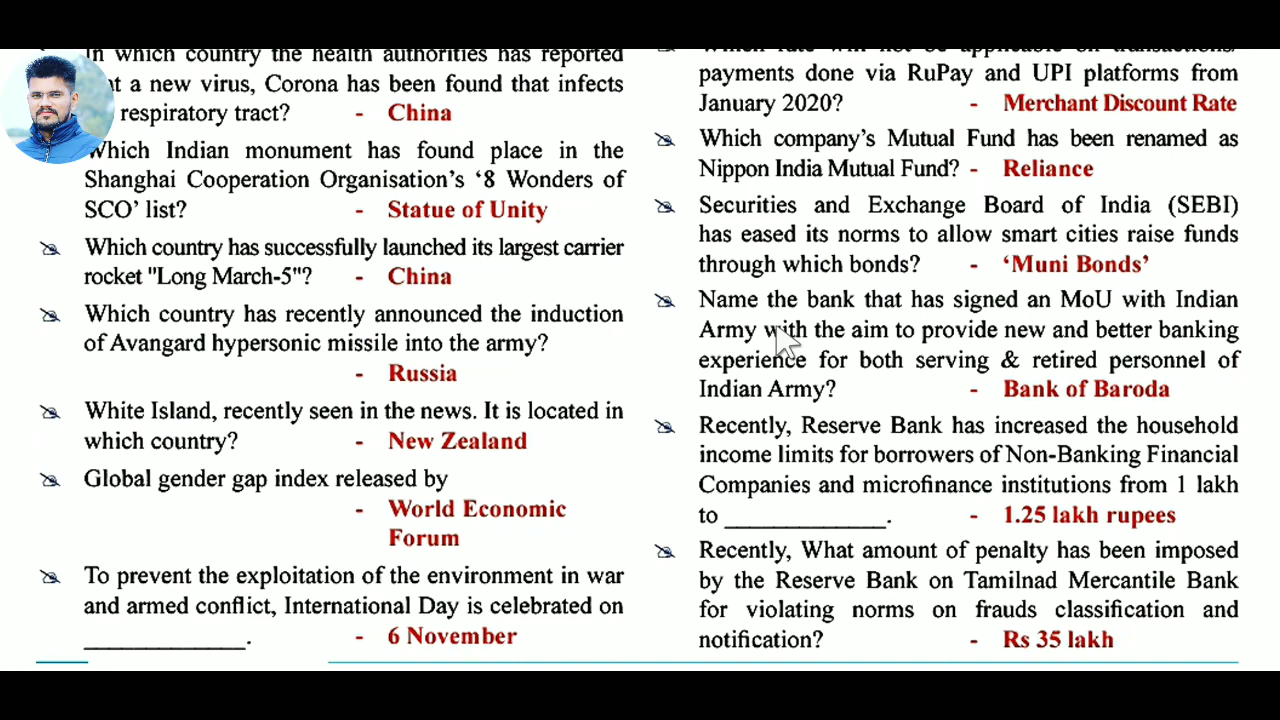 In which country the health authorities has reported
a new virus, Corona has been found that infects
respiratory tract? - China
Which Indian monument has found place in the
Shanghai Cooperation Organisation's '8 Wonders of
SCO' list? - Statue of Unity
Which country has successfully launched its largest carrier
rocket "Long March-5"? - China
Which country has recently announced the induction
of Avangard hypersonic missile into the army?
- Russia
White Island, recently seen in the news. It is located in
which country? - New Zealand
Global gender gap index released by
- World Economic
Forum
To prevent the exploitation of the environment in war
and armed conflict, International Day is celebrated on
______________. - 6 November
Which rate will not be applicable on transactions/
payments done via RuPay and UPI platforms from
January 2020? - Merchant Discount Rate
Which company's Mutual Fund has been renamed as
Nippon India Mutual Fund? - Reliance
Securities and Exchange Board of India (SEBI)
has eased its norms to allow smart cities raise funds
through which bonds? - 'Muni Bonds'
Name the bank that has signed an MoU with Indian
Army with the aim to provide new and better banking
experience for both serving & retired personnel of
Indian Army? - Bank of Baroda
Recently, Reserve Bank has increased the household
income limits for borrowers of Non-Banking Financial
Companies and microfinance institutions from 1 lakh
to ______________. - 1.25 lakh rupees
Recently, What amount of penalty has been imposed
by the Reserve Bank on Tamilnad Mercantile Bank
for violating norms on frauds classification and
notification? - Rs 35 lakh